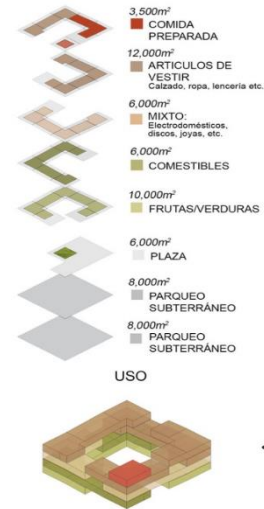 3,500m²
COMIDA
PREPARADA
12,000m²
ARTICULOS DE
VESTIR
Calzado, ropa, lencería etc.
6,000m²
MIXTO:
Electrodomésticos,
discos, joyas, etc.
6,000m²
COMESTIBLES
10,000m²
FRUTAS/VERDURAS
6,000m²
PLAZA
8,000m²
PARQUEO
SUBTERRÁNEO
8,000m²
PARQUEO
SUBTERRÁNEO
USO